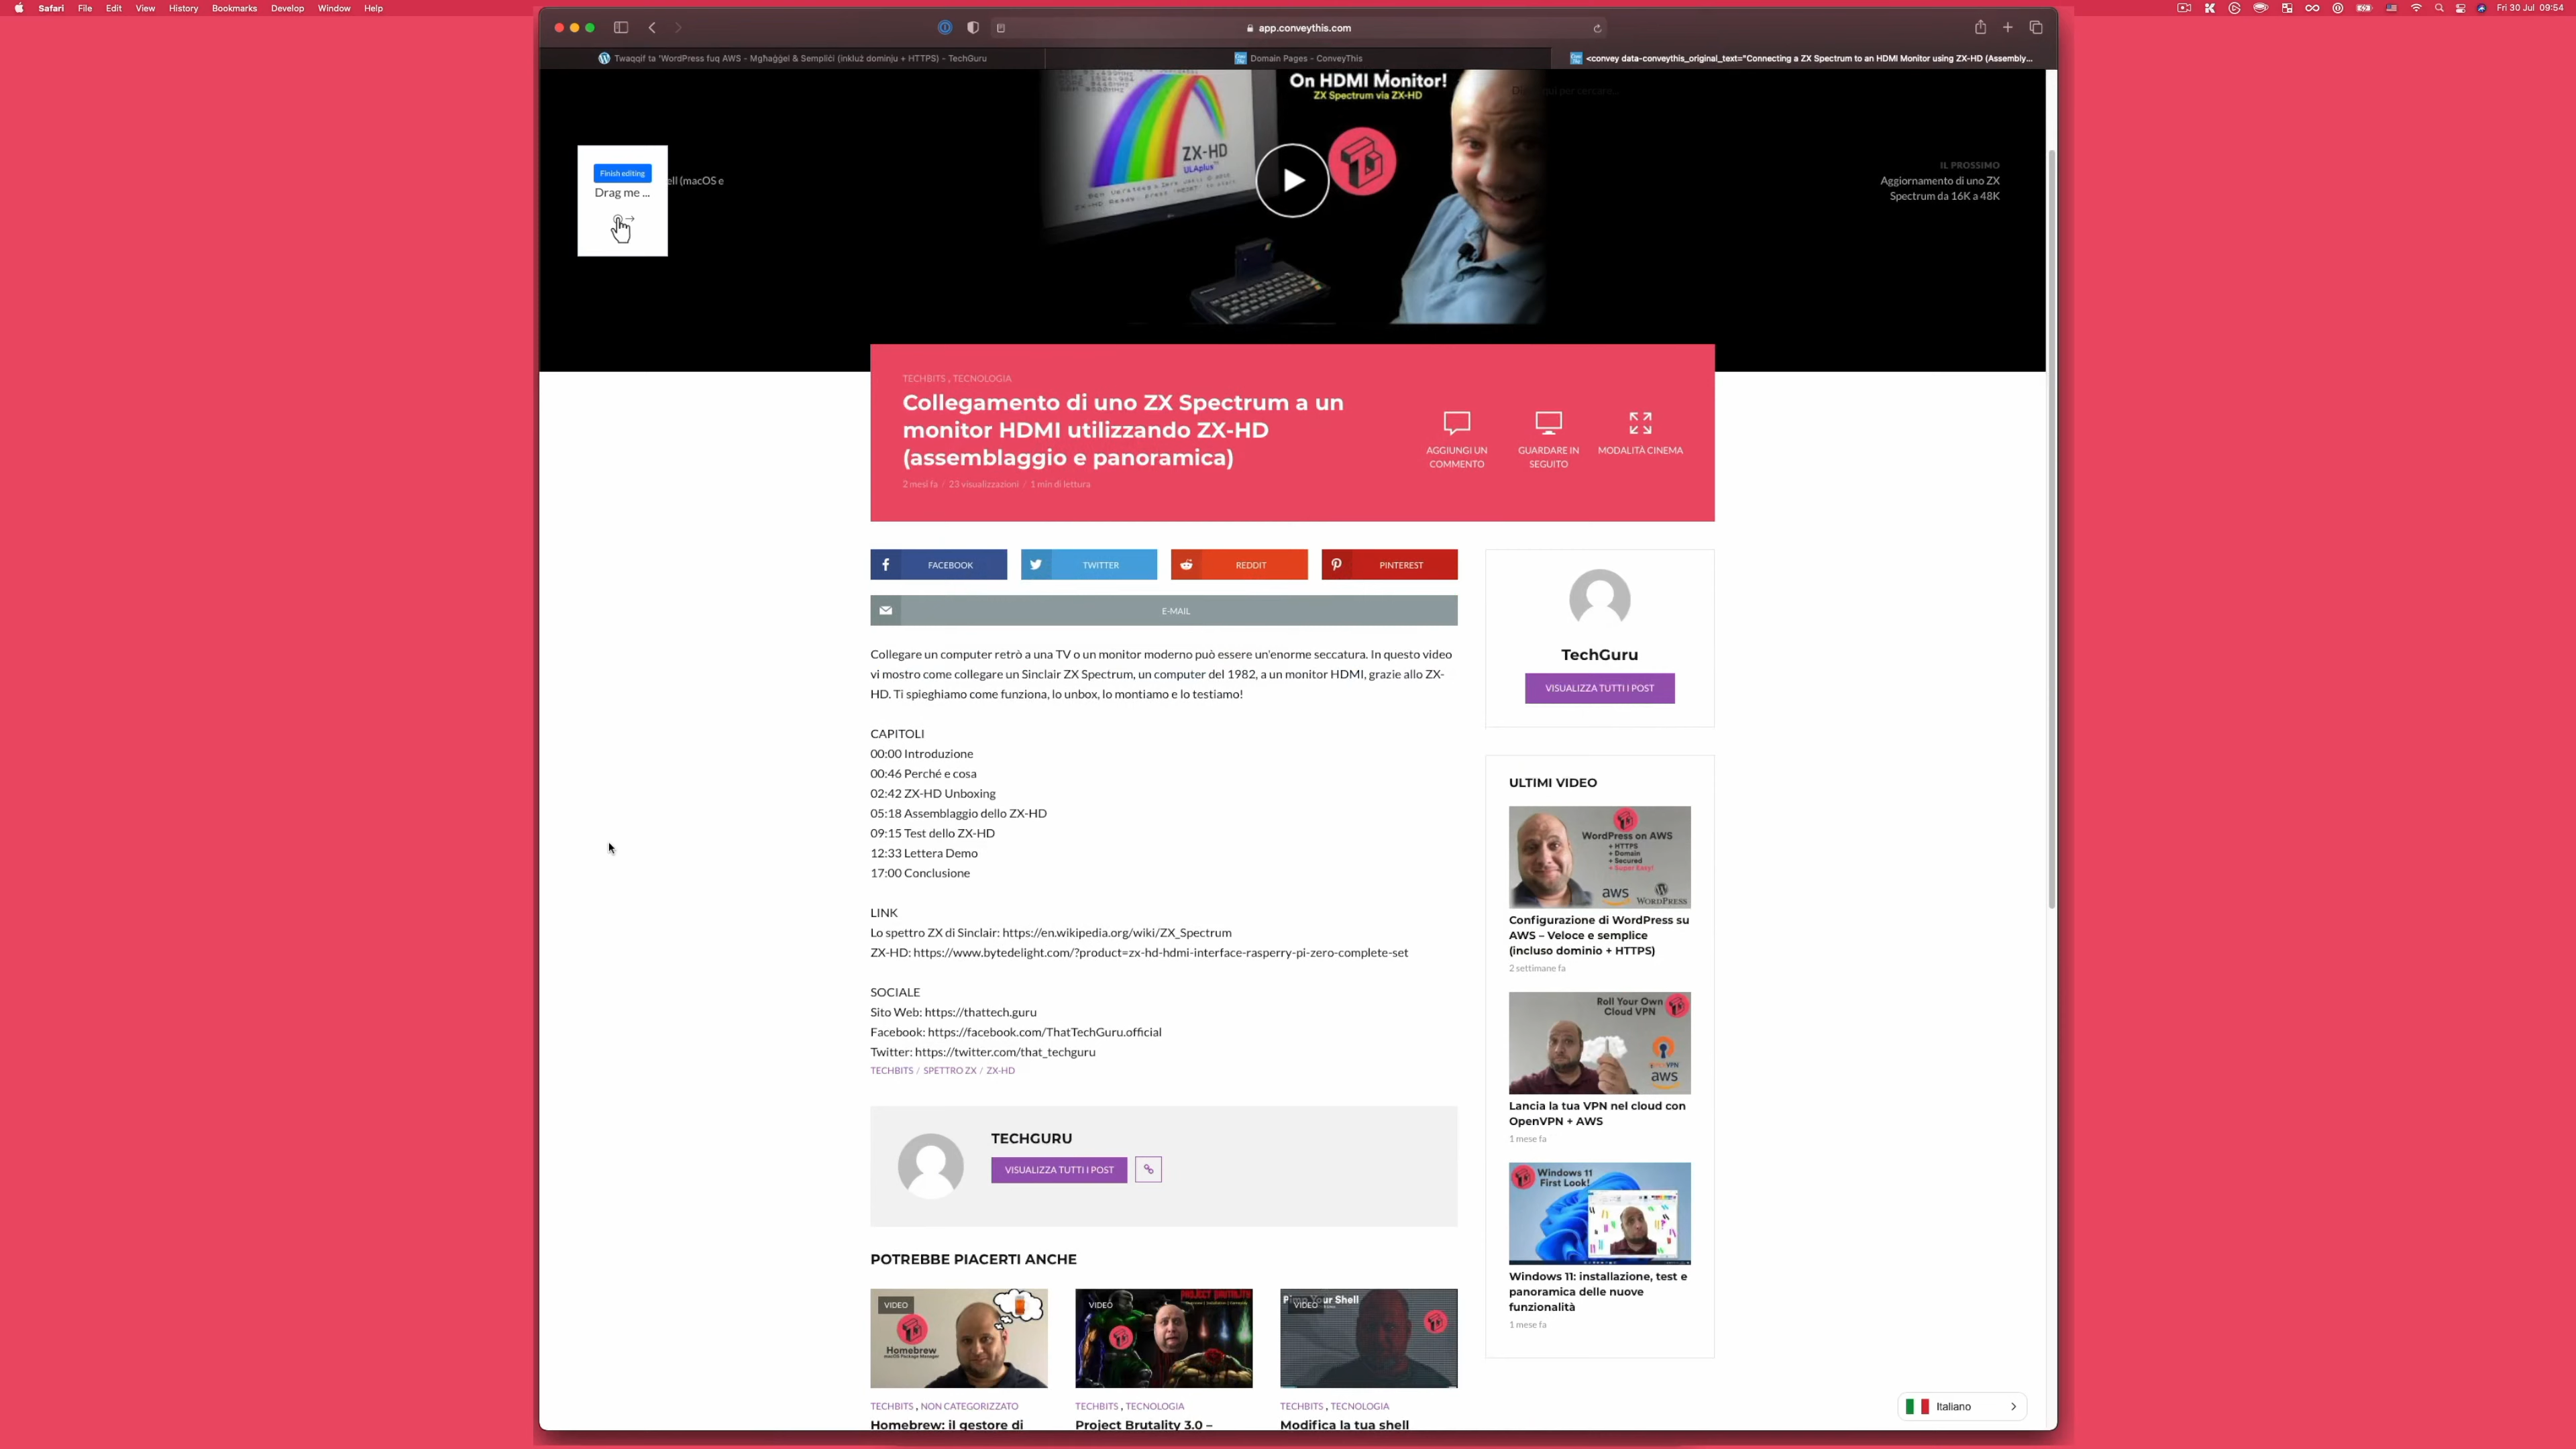 Safari File Edit View History Bookmarks Develop Window Help
Fri 30 Jul 09:54
app.conveythis.com
Twaqqif ta 'WordPress fuq AWS - Mgħaġġel & Sempliċi (inkluż dominju + HTTPS) - TechGuru
Domain Pages - ConveyThis
<convey data-conveythis_original_text="Connecting a ZX Spectrum to an HDMI Monitor using ZX-HD (Assembly...
On HDMI Monitor!
ZX Spectrum via ZX-HD
ZX-HD
ULAplus
Finish editing
Drag me ...
ell (macOS e
IL PROSSIMO
Aggiornamento di uno ZX
Spectrum da 16K a 48K
TECHBITS , TECNOLOGIA
Collegamento di uno ZX Spectrum a un
monitor HDMI utilizzando ZX-HD
(assemblaggio e panoramica)
2 mesi fa / 23 visualizzazioni / 1 min di lettura
AGGIUNGI UN
COMMENTO
GUARDARE IN
SEGUITO
MODALITÀ CINEMA
FACEBOOK
TWITTER
REDDIT
PINTEREST
E-MAIL
Collegare un computer retrò a una TV o un monitor moderno può essere un'enorme seccatura. In questo video
vi mostro come collegare un Sinclair ZX Spectrum, un computer del 1982, a un monitor HDMI, grazie allo ZX-
HD. Ti spieghiamo come funziona, lo unbox, lo montiamo e lo testiamo!
CAPITOLI
00:00 Introduzione
00:46 Perché e cosa
02:42 ZX-HD Unboxing
05:18 Assemblaggio dello ZX-HD
09:15 Test dello ZX-HD
12:33 Lettera Demo
17:00 Conclusione
LINK
Lo spettro ZX di Sinclair: https://en.wikipedia.org/wiki/ZX_Spectrum
ZX-HD: https://www.bytedelight.com/?product=zx-hd-hdmi-interface-rasperry-pi-zero-complete-set
SOCIALE
Sito Web: https://thattech.guru
Facebook: https://facebook.com/ThatTechGuru.official
Twitter: https://twitter.com/that_techguru
TECHBITS / SPETTRO ZX / ZX-HD
TECHGURU
VISUALIZZA TUTTI I POST
POTREBBE PIACERTI ANCHE
VIDEO
Homebrew
macOS Package Manager
TECHBITS , NON CATEGORIZZATO
Homebrew: il gestore di
VIDEO
PROJECT BRUTALITY
TECHBITS , TECNOLOGIA
Project Brutality 3.0 –
Pimp Your Shell
VIDEO
TECHBITS , TECNOLOGIA
Modifica la tua shell
TechGuru
VISUALIZZA TUTTI I POST
ULTIMI VIDEO
WordPress on AWS
+ HTTPS
+ Domain
+ Secured
+ Super Easy!
aws
WORDPRESS
Configurazione di WordPress su
AWS – Veloce e semplice
(incluso dominio + HTTPS)
2 settimane fa
Roll Your Own
Cloud VPN
aws
Lancia la tua VPN nel cloud con
OpenVPN + AWS
1 mese fa
Windows 11
First Look!
Windows 11: installazione, test e
panoramica delle nuove
funzionalità
1 mese fa
Italiano